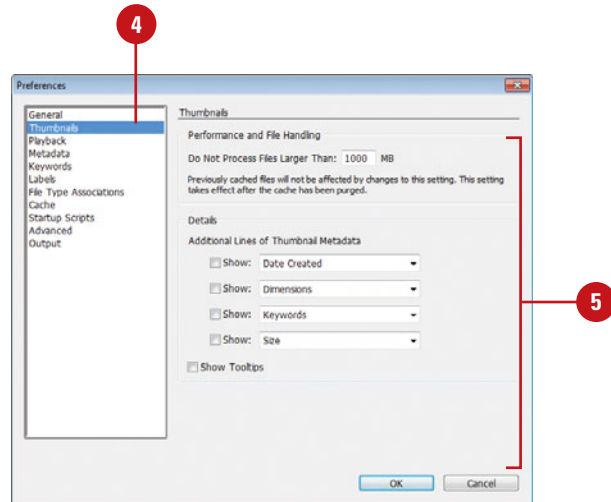 4
Preferences
General
Thumbnails
Playback
Metadata
Keywords
Labels
File Type Associations
Cache
Startup Scripts
Advanced
Output
Thumbnails
Performance and File Handling
Do Not Process Files Larger Than: 1000 MB
Previously cached files will not be affected by changes to this setting. This setting
takes effect after the cache has been purged.
Details
Additional Lines of Thumbnail Metadata
Show: Date Created
Show: Dimensions
Show: Keywords
Show: Size
Show Tooltips
5
OK Cancel